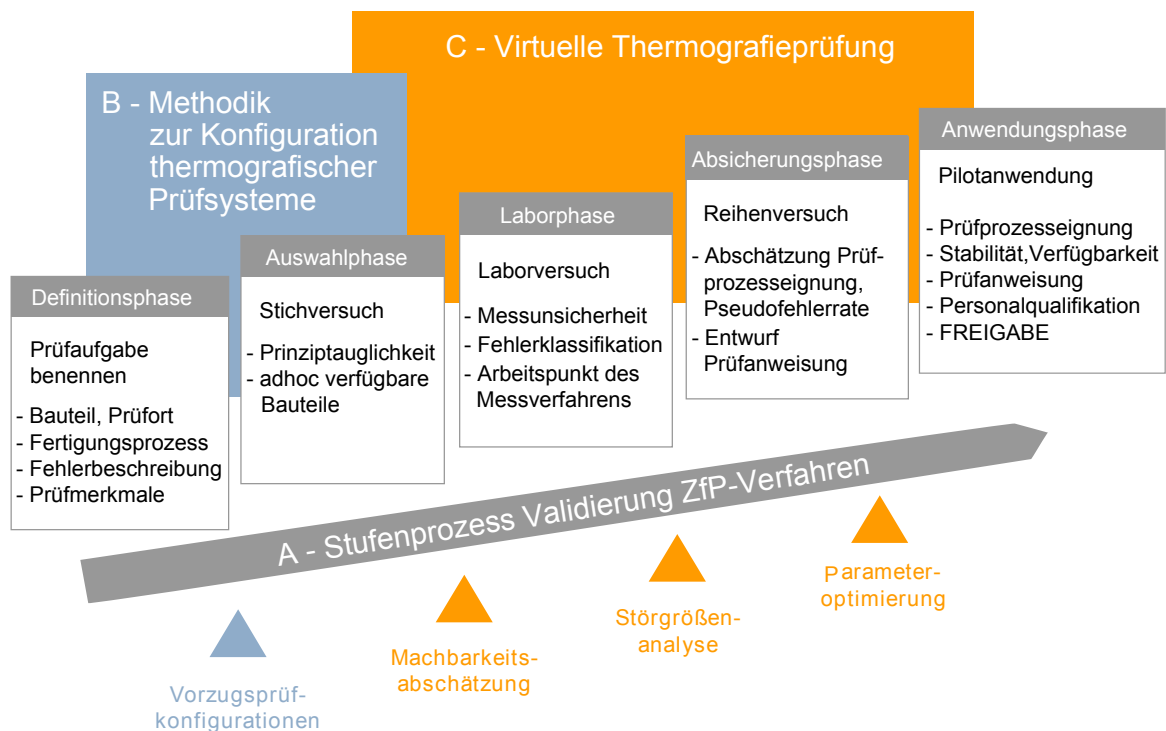 C - Virtuelle Thermografieprüfung
B - Methodik
zur Konfiguration
thermografischer
Prüfsysteme
Definitionsphase
Prüfaufgabe
benennen
- Bauteil, Prüfort
- Fertigungsprozess
- Fehlerbeschreibung
- Prüfmerkmale
Auswahlphase
Stichversuch
- Prinziptauglichkeit
- adhoc verfügbare
Bauteile
Laborphase
Laborversuch
- Messunsicherheit
- Fehlerklassifikation
- Arbeitspunkt des
Messverfahrens
Absicherungsphase
Reihenversuch
- Abschätzung Prüf-
prozesseignung,
Pseudofehlerrate
- Entwurf
Prüfanweisung
Anwendungsphase
Pilotanwendung
- Prüfprozesseignung
- Stabilität,Verfügbarkeit
- Prüfanweisung
- Personalqualifikation
- FREIGABE
A - Stufenprozess Validierung ZfP-Verfahren
Vorzugsprüf-
konfigurationen
Machbarkeits-
abschätzung
Störgrößen-
analyse
Parameter-
optimierung